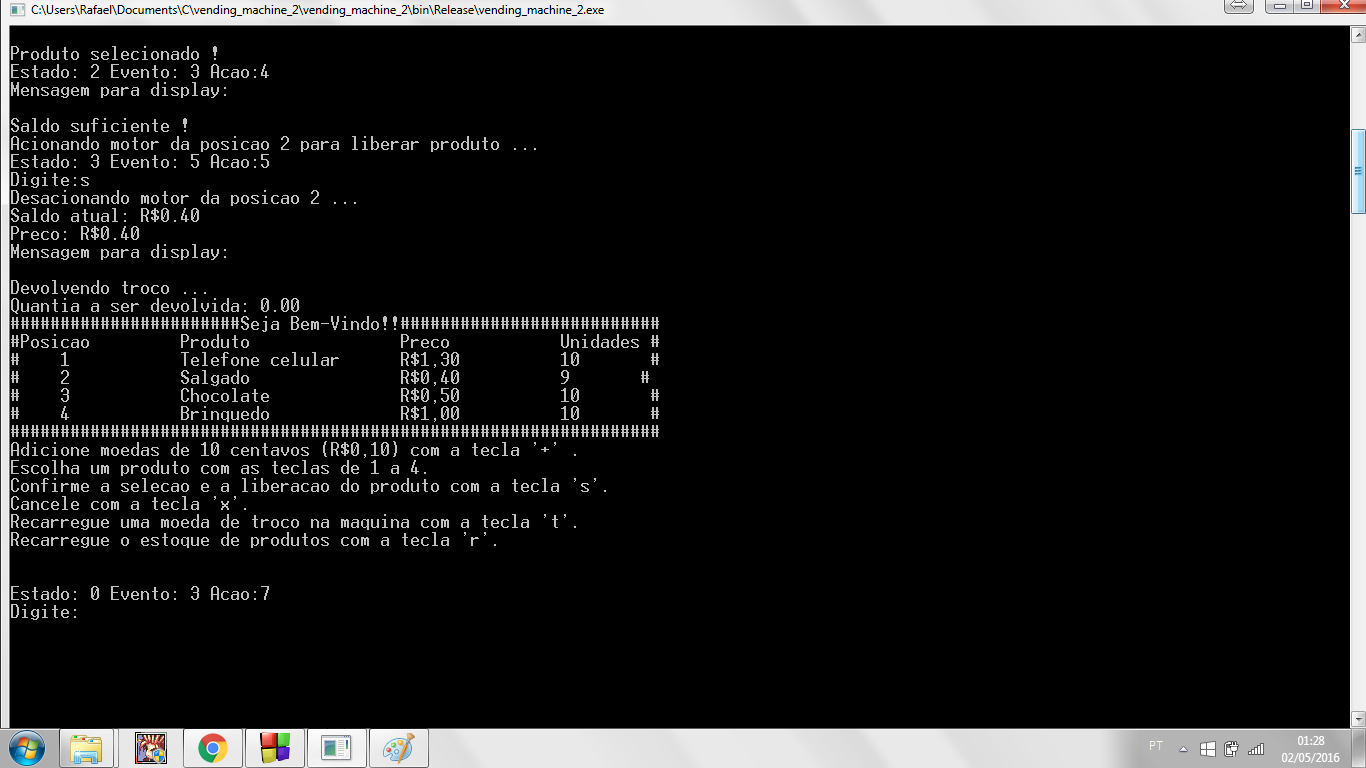 C:\Users\Rafael\Documents\C\vending_machine_2\vending_machine_2\bin\Release\vending_machine_2.exe
Produto selecionado !
Estado: 2 Evento: 3 Acao:4
Mensagem para display:
Saldo suficiente !
Acionando motor da posicao 2 para liberar produto ...
Estado: 3 Evento: 5 Acao:5
Digite:s
Desacionando motor da posicao 2 ...
Saldo atual: R$0.40
Preco: R$0.40
Mensagem para display:
Devolvendo troco ...
Quantia a ser devolvida: 0.00
#######################Seja Bem-Vindo!!##########################
#Posicao         Produto               Preco           Unidades #
#    1           Telefone celular      R$1,30          10       #
#    2           Salgado               R$0,40          9       #
#    3           Chocolate             R$0,50          10       #
#    4           Brinquedo             R$1,00          10       #
#################################################################
Adicione moedas de 10 centavos (R$0,10) com a tecla '+' .
Escolha um produto com as teclas de 1 a 4.
Confirme a selecao e a liberacao do produto com a tecla 's'.
Cancele com a tecla 'x'.
Recarregue uma moeda de troco na maquina com a tecla 't'.
Recarregue o estoque de produtos com a tecla 'r'.
Estado: 0 Evento: 3 Acao:7
Digite:
PT
01:28
02/05/2016